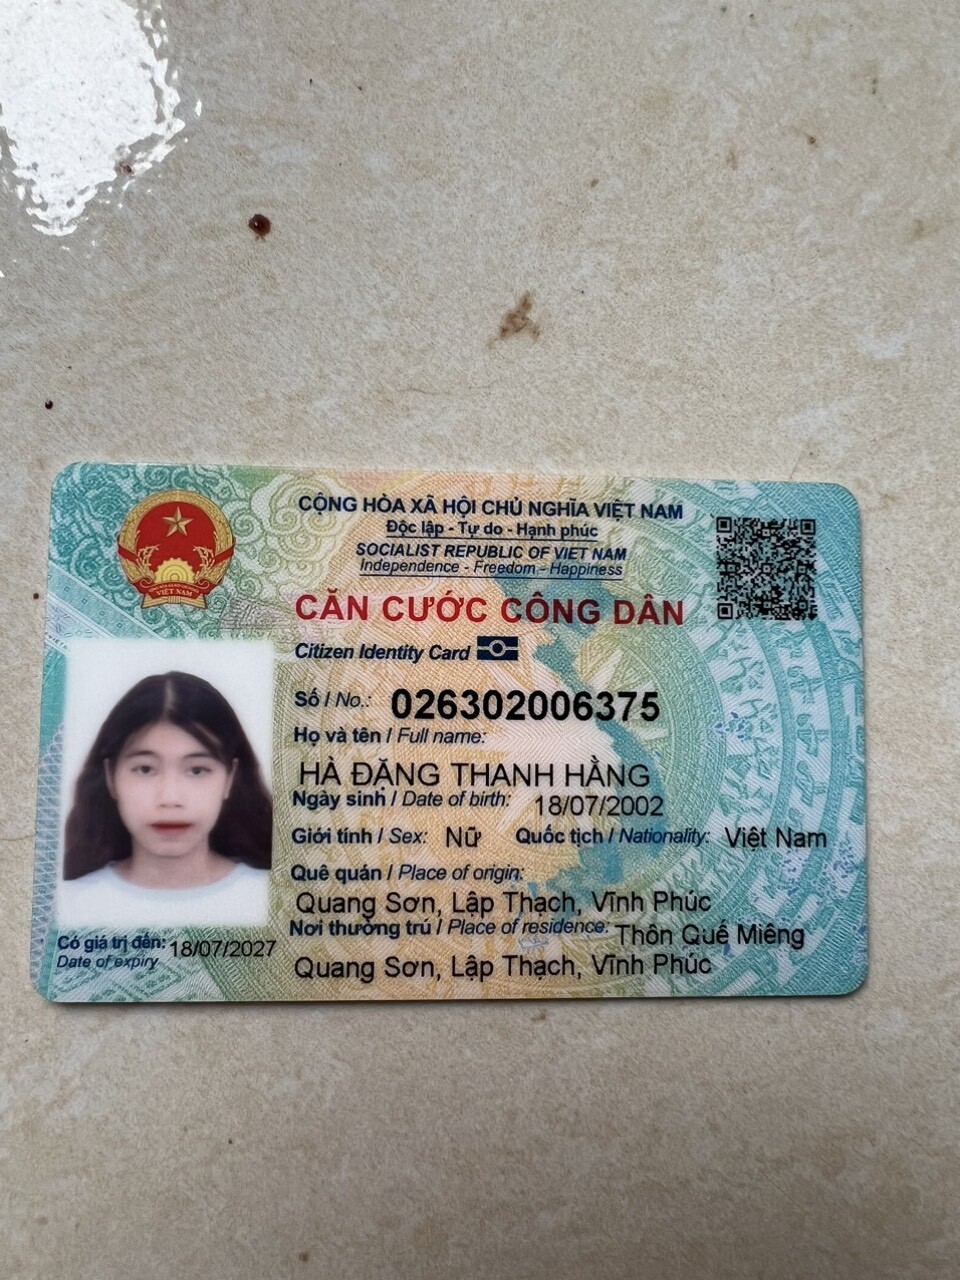 CỘNG HÒA XÃ HỘI CHỦ NGHĨA VIỆT NAM
Độc lập - Tự do - Hạnh phúc
SOCIALIST REPUBLIC OF VIET NAM
Independence - Freedom - Happiness
CĂN CƯỚC CÔNG DÂN
Citizen Identity Card
VIỆT NAM
Số / No.: 026302006375
Họ và tên / Full name:
HÀ ĐẶNG THANH HẰNG
Ngày sinh / Date of birth: 18/07/2002
Giới tính / Sex: Nữ Quốc tịch / Nationality: Việt Nam
Quê quán / Place of origin:
Quang Sơn, Lập Thạch, Vĩnh Phúc
Nơi thường trú / Place of residence: Thôn Quế Miêng
Quang Sơn, Lập Thạch, Vĩnh Phúc
Có giá trị đến: 18/07/2027
Date of expiry